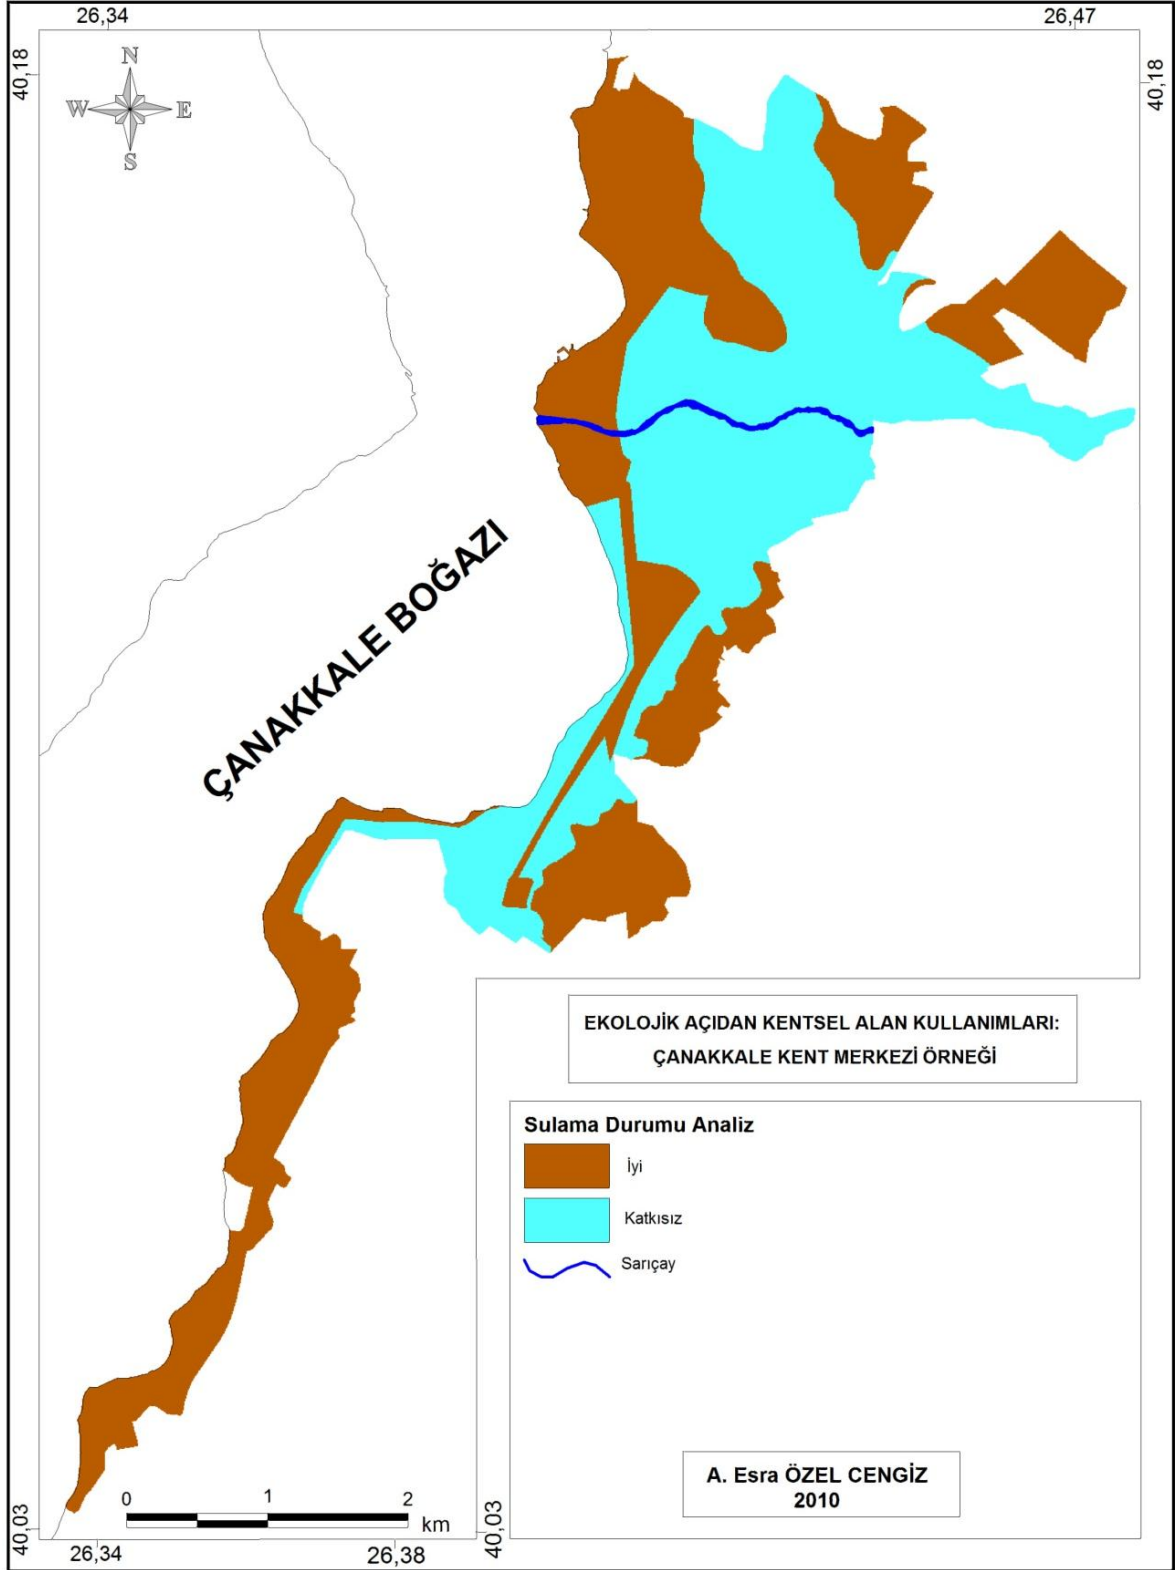 26,34
26,47
40,18
40,18
N
W
E
S
ÇANAKKALE BOĞAZI
EKOLOJİK AÇIDAN KENTSEL ALAN KULLANIMLARI:
ÇANAKKALE KENT MERKEZİ ÖRNEĞİ
Sulama Durumu Analiz
İyi
Katkısız
Sarıçay
A. Esra ÖZEL CENGİZ
2010
0
1
2
km
40,03
40,03
26,34
26,38